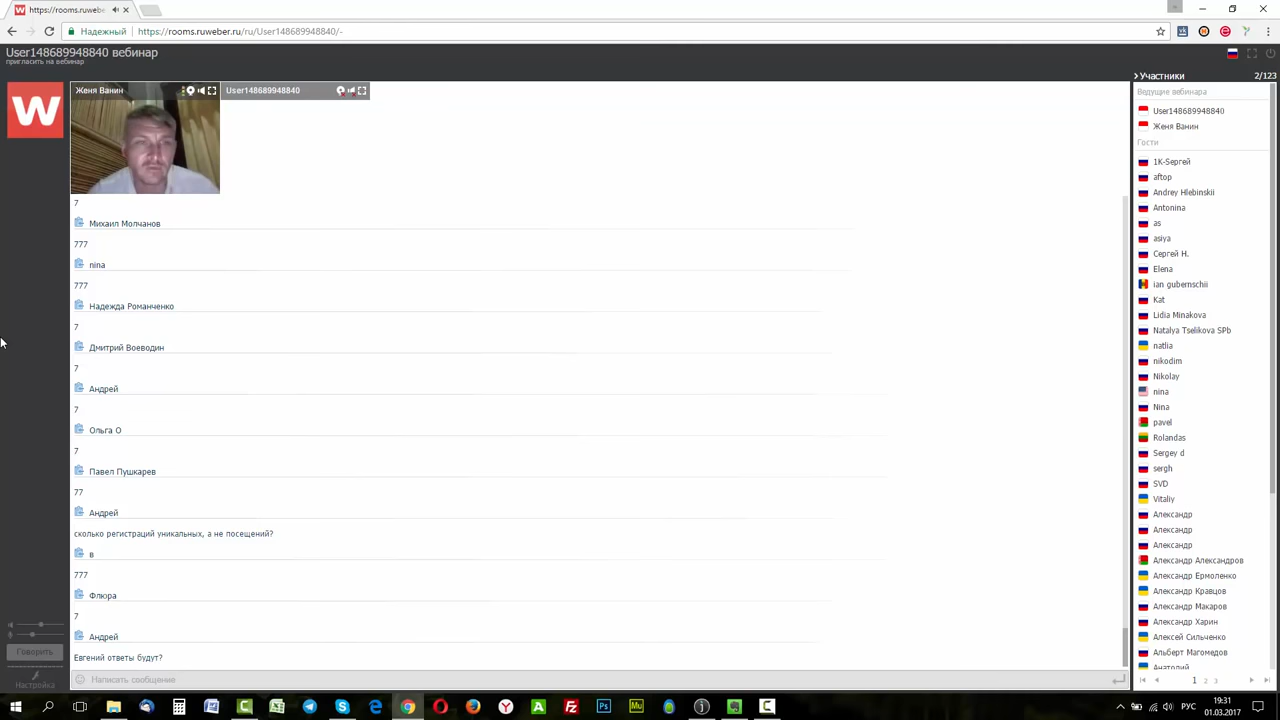 https://rooms.ruweber.ru
Надежный
https://rooms.ruweber.ru/ru/User148689948840/-
User148689948840 вебинар
пригласить на вебинар
Участники 2/123
Женя Ванин
User148689948840
Ведущие вебинара
User148689948840
Женя Ванин
Гости
1К-Sергей
aftop
Andrey Hlebinskii
Antonina
as
asiya
Cергей Н.
Elena
ian gubernschii
Kat
Lidia Minakova
Natalya Tselikova SPb
natlia
nikodim
Nikolay
nina
Nina
pavel
Rolandas
Sergey d
sergh
SVD
Vitaliy
Александр
Александр
Александр
Александр Александров
Александр Ермоленко
Александр Кравцов
Александр Макаров
Александр Харин
Алексей Сильченко
Альберт Магомедов
Анатолий
1 2 3
W
7
Михаил Молчанов
777
nina
777
Надежда Романченко
7
Дмитрий Воеводин
7
Андрей
7
Ольга О
7
Павел Пушкарев
77
Андрей
сколько регистраций уникальных, а не посещений?
в
777
Флюра
7
Андрей
Евгений ответы будут?
Написать сообщение
Говорить
Настройка
РУС
19:31
01.03.2017